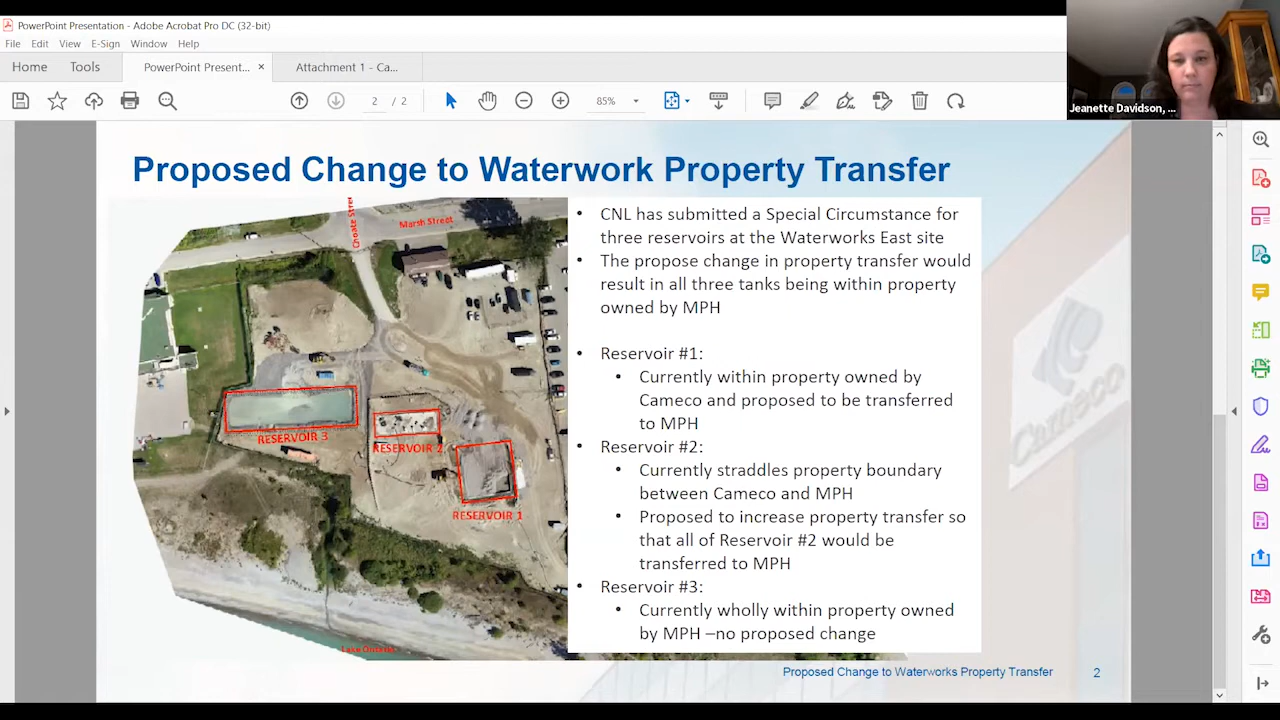 PowerPoint Presentation - Adobe Acrobat Pro DC (32-bit)
File Edit View E-Sign Window Help
Home Tools PowerPoint Present... × Attachment 1 - Ca...
2 / 2 85%
Jeanette Davidson, ...
Proposed Change to Waterwork Property Transfer
Marsh Street
RESERVOIR 3
RESERVOIR 2
RESERVOIR 1
Lake Ontario
• CNL has submitted a Special Circumstance for
three reservoirs at the Waterworks East site
• The propose change in property transfer would
result in all three tanks being within property
owned by MPH
• Reservoir #1:
• Currently within property owned by
Cameco and proposed to be transferred
to MPH
• Reservoir #2:
• Currently straddles property boundary
between Cameco and MPH
• Proposed to increase property transfer so
that all of Reservoir #2 would be
transferred to MPH
• Reservoir #3:
• Currently wholly within property owned
by MPH –no proposed change
Cameco
Proposed Change to Waterworks Property Transfer 2